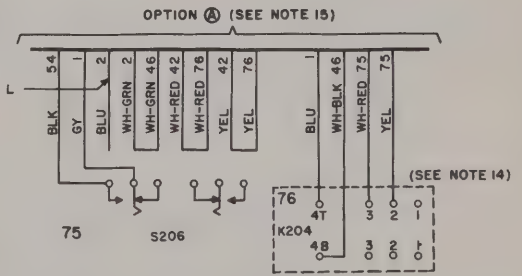 OPTION Ⓐ (SEE NOTE 15)
54 1 2 2 46 42 76 42 76 1 46 75 75
L
BLK GY BLU WH-GRN WH-GRN WH-RED WH-RED YEL YEL BLU WH-BLK WH-RED YEL
(SEE NOTE 14)
76
4T 3 2 1
K204
75 S206
4B 3 2 1